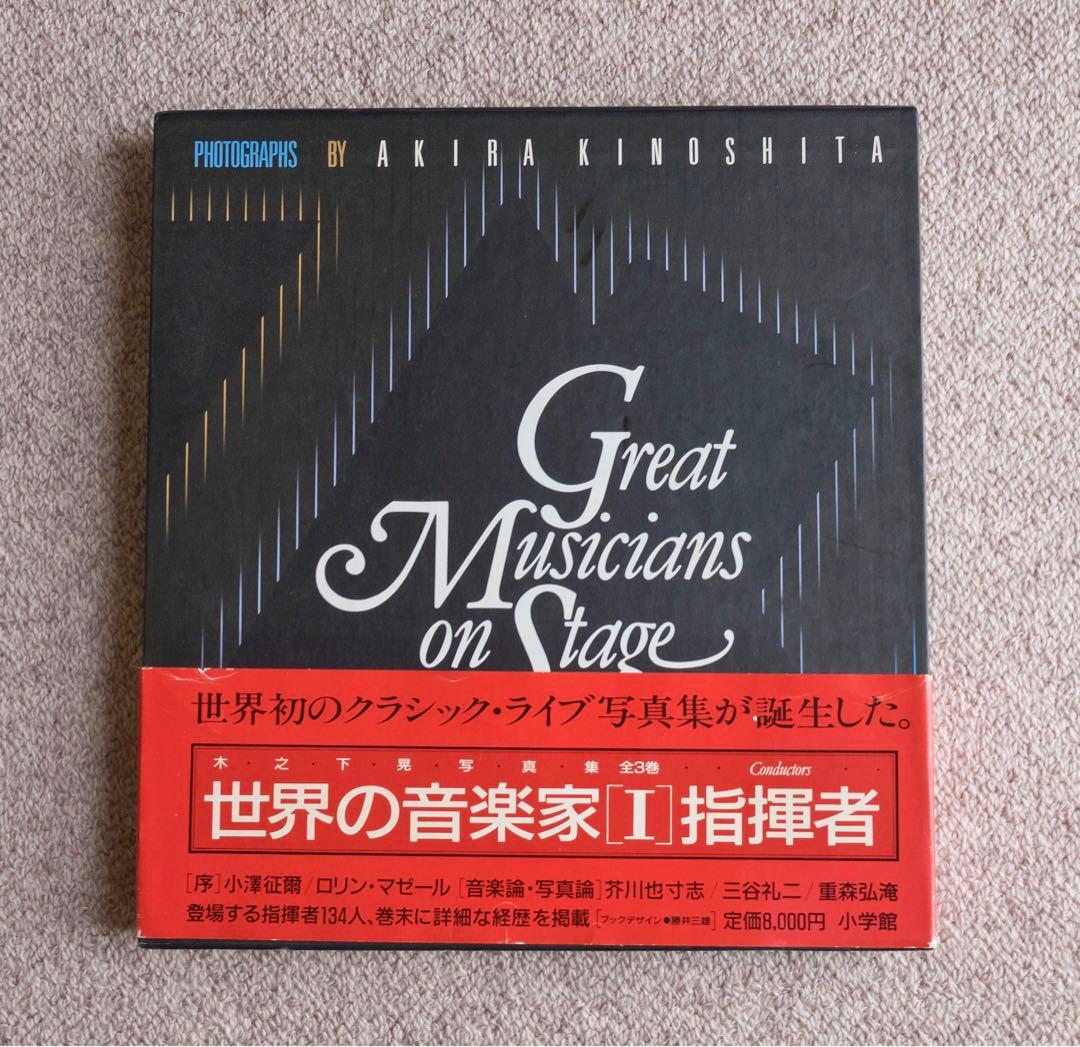 PHOTOGRAPHS BY AKIRA KINOSHITA
Great
Musicians
on Stage
世界初のクラシック・ライブ写真集が誕生した。
木・之・下・晃・写・真・集 全3巻・・Conductors・・
世界の音楽家[I]指揮者
[序]小澤征爾/ロリン・マゼール[音楽論・写真論]芥川也寸志/三谷礼二/重森弘淹
登場する指揮者134人、巻末に詳細な経歴を掲載[ブックデザイン●勝井三雄]定価8,000円 小学館